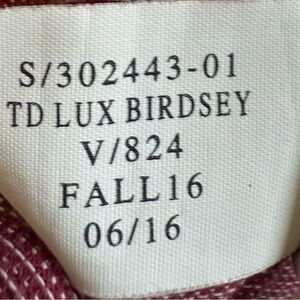 S/302443-01
TD LUX BIRDSEY
V/824
FALL16
06/16